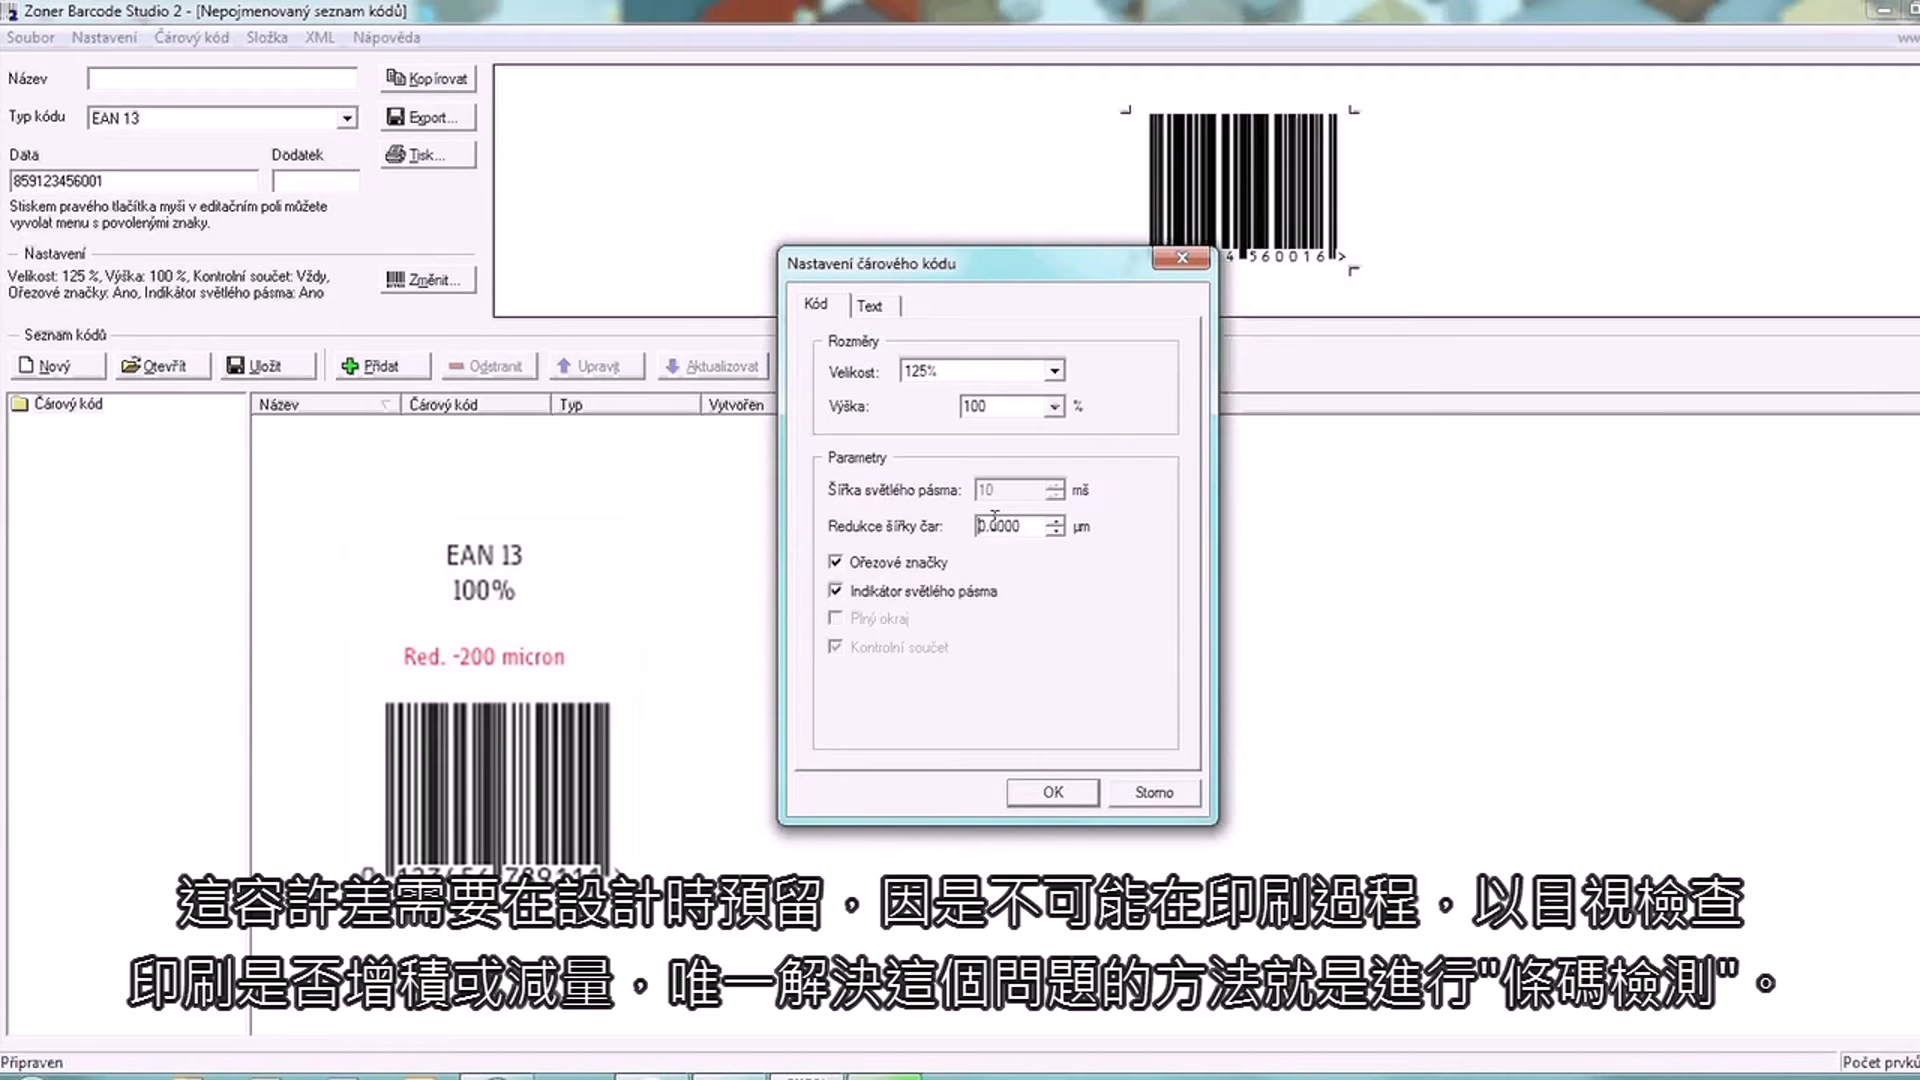 Zoner Barcode Studio 2 - [Nepojmenovaný seznam kódů]
Soubor Nastavení Čárový kód Složka XML Nápověda
Název
Kopírovat
Typ kódu
EAN 13
Export...
Data
Dodatek
Tisk...
859123456001
Stiskem pravého tlačítka myši v editačním poli můžete
vyvolat menu s povolenými znaky.
Nastavení
Velikost: 125 %, Výška: 100 %, Kontrolní součet: Vždy,
Ořezové značky: Ano, Indikátor světlého pásma: Ano
Změnit...
4 560016>
Seznam kódů
Nový Otevřít Uložit Přidat Odstranit Upravit Aktualizovat
Čárový kód
Název Čárový kód Typ Vytvořen
Nastavení čárového kódu
Kód Text
Rozměry
Velikost: 125%
Výška: 100 %
Parametry
Šířka světlého pásma: 10 mš
Redukce šířky čar: 0.0000 µm
Ořezové značky
Indikátor světlého pásma
Plný okraj
Kontrolní součet
OK Storno
EAN 13
100%
Red. -200 micron
這容許差需要在設計時預留，因是不可能在印刷過程，以目視檢查
印刷是否增積或減量，唯一解決這個問題的方法就是進行"條碼檢測"。
Připraven